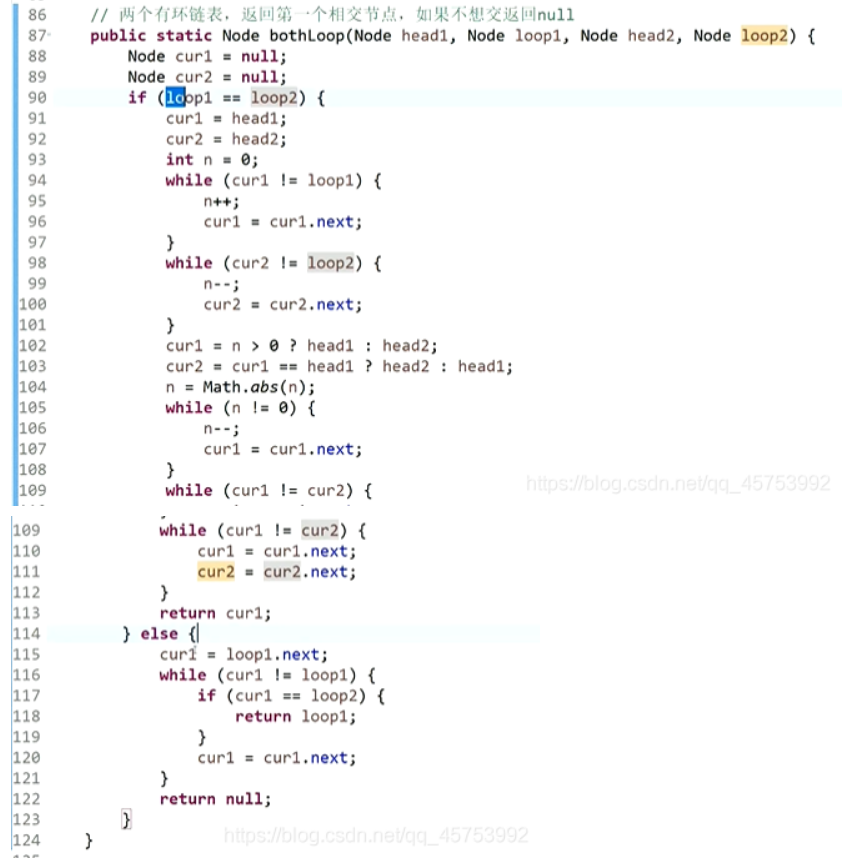 86 // 两个有环链表，返回第一个相交节点，如果不想交返回null
87 public static Node bothLoop(Node head1, Node loop1, Node head2, Node loop2) {
88 Node cur1 = null;
89 Node cur2 = null;
90 if (loop1 == loop2) {
91 cur1 = head1;
92 cur2 = head2;
93 int n = 0;
94 while (cur1 != loop1) {
95 n++;
96 cur1 = cur1.next;
97 }
98 while (cur2 != loop2) {
99 n--;
100 cur2 = cur2.next;
101 }
102 cur1 = n > 0 ? head1 : head2;
103 cur2 = cur1 == head1 ? head2 : head1;
104 n = Math.abs(n);
105 while (n != 0) {
106 n--;
107 cur1 = cur1.next;
108 }
109 while (cur1 != cur2) {
https://blog.csdn.net/qq_45753992
109 while (cur1 != cur2) {
110 cur1 = cur1.next;
111 cur2 = cur2.next;
112 }
113 return cur1;
114 } else {
115 cur1 = loop1.next;
116 while (cur1 != loop1) {
117 if (cur1 == loop2) {
118 return loop1;
119 }
120 cur1 = cur1.next;
121 }
122 return null;
123 }
124 }
https://blog.csdn.net/qq_45753992